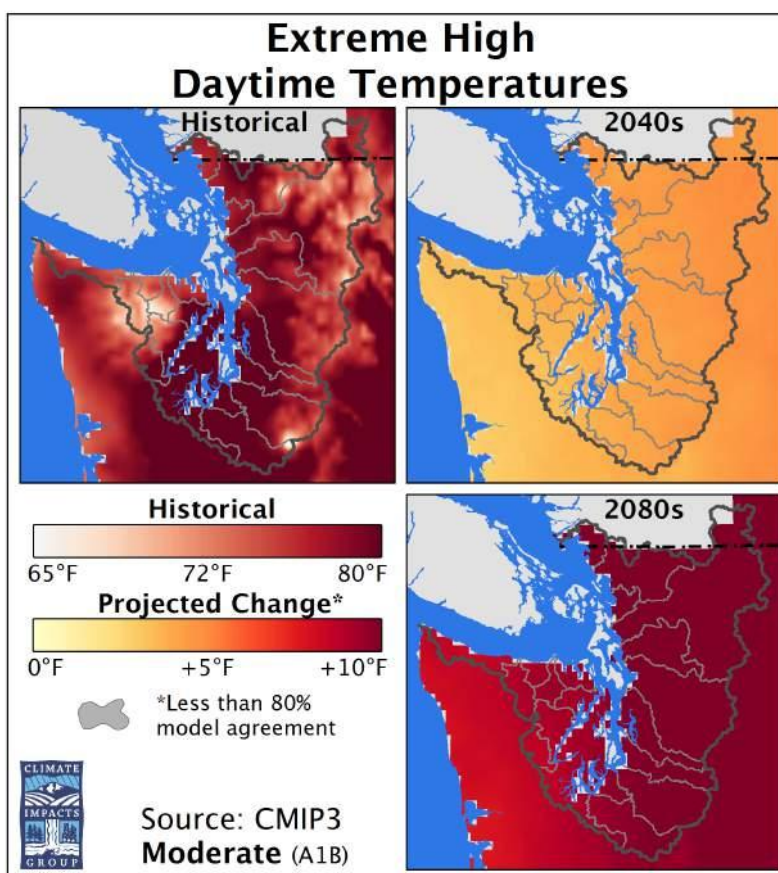 Extreme High
Daytime Temperatures
Historical
2040s
Historical
65°F 72°F 80°F
Projected Change*
0°F +5°F +10°F
*Less than 80%
model agreement
2080s
CLIMATE
IMPACTS
GROUP
Source: CMIP3
Moderate (A1B)